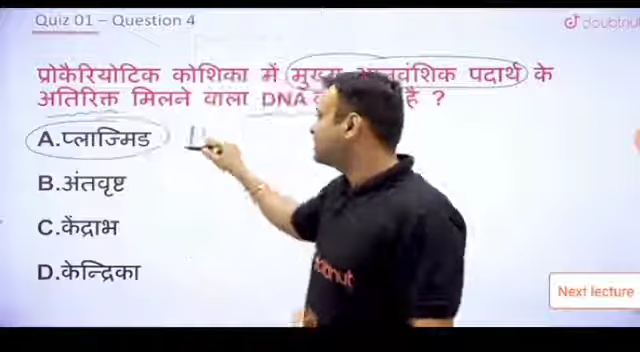 Quiz 01 – Question 4
doubtnut
प्रोकैरियोटिक कोशिका में मुख्य पदार्थ के
अतिरिक्त मिलने वाला DNA है ?
A.प्लाज्मिड
B.अंतवृष्ट
C.केंद्राभ
D.केन्द्रिका
Next lecture